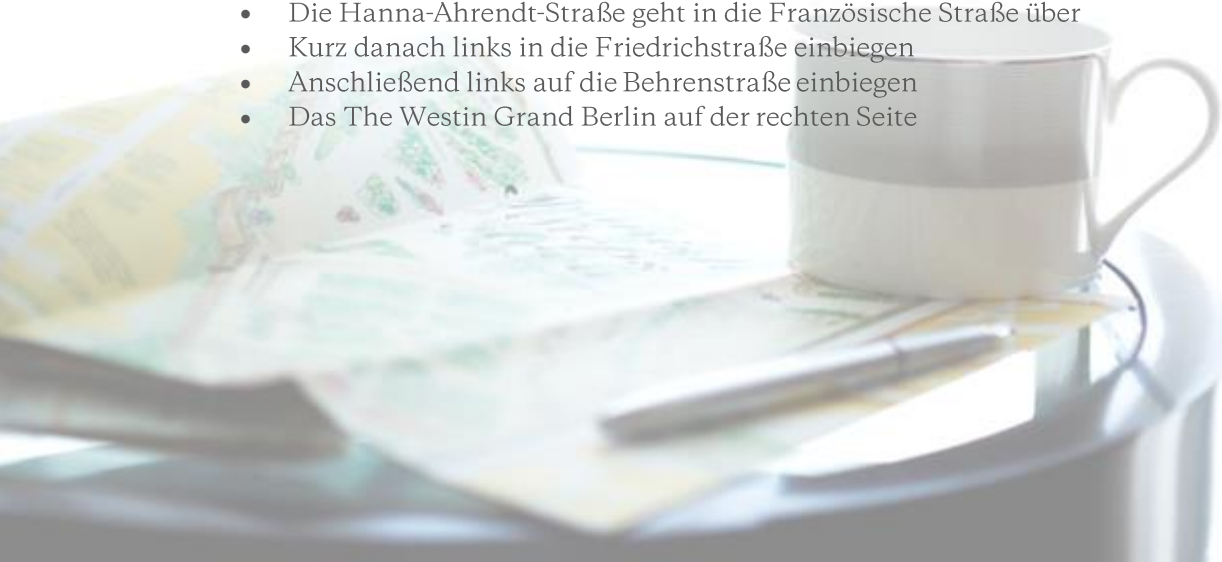 • Die Hanna-Ahrendt-Straße geht in die Französische Straße über
• Kurz danach links in die Friedrichstraße einbiegen
• Anschließend links auf die Behrenstraße einbiegen
• Das The Westin Grand Berlin auf der rechten Seite